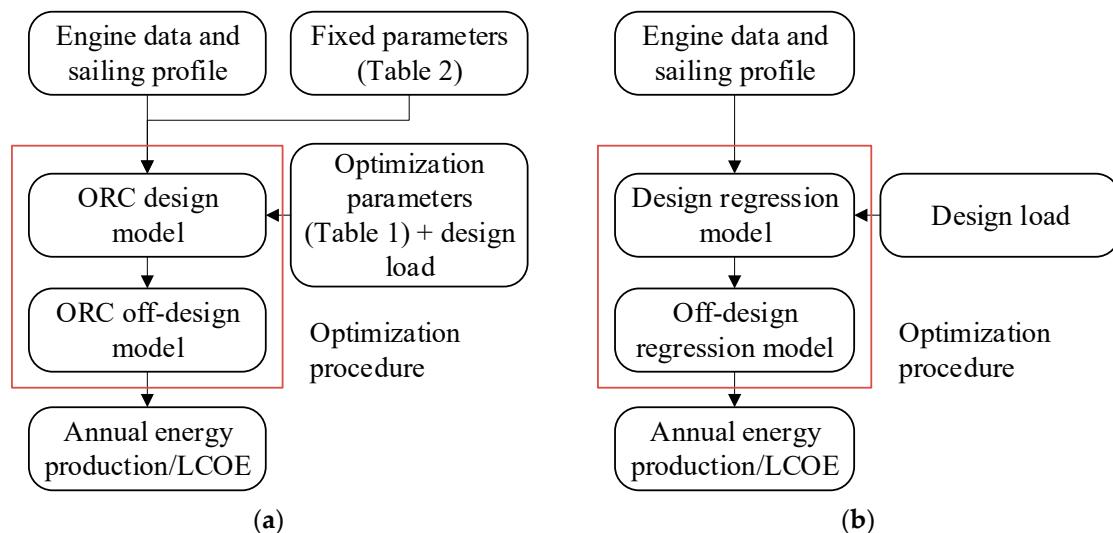 Engine data and
sailing profile
Fixed parameters
(Table 2)
ORC design
model
Optimization
parameters
(Table 1) + design
load
ORC off-design
model
Optimization
procedure
Annual energy
production/LCOE
(a)
Engine data and
sailing profile
Design regression
model
Design load
Off-design
regression model
Optimization
procedure
Annual energy
production/LCOE
(b)